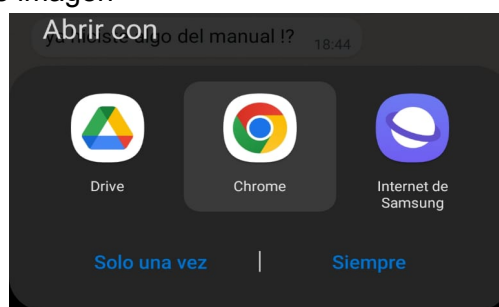 Abrir con
ya hiciste algo del manual !? 18:44
Drive
Chrome
Internet de
Samsung
Solo una vez | Siempre